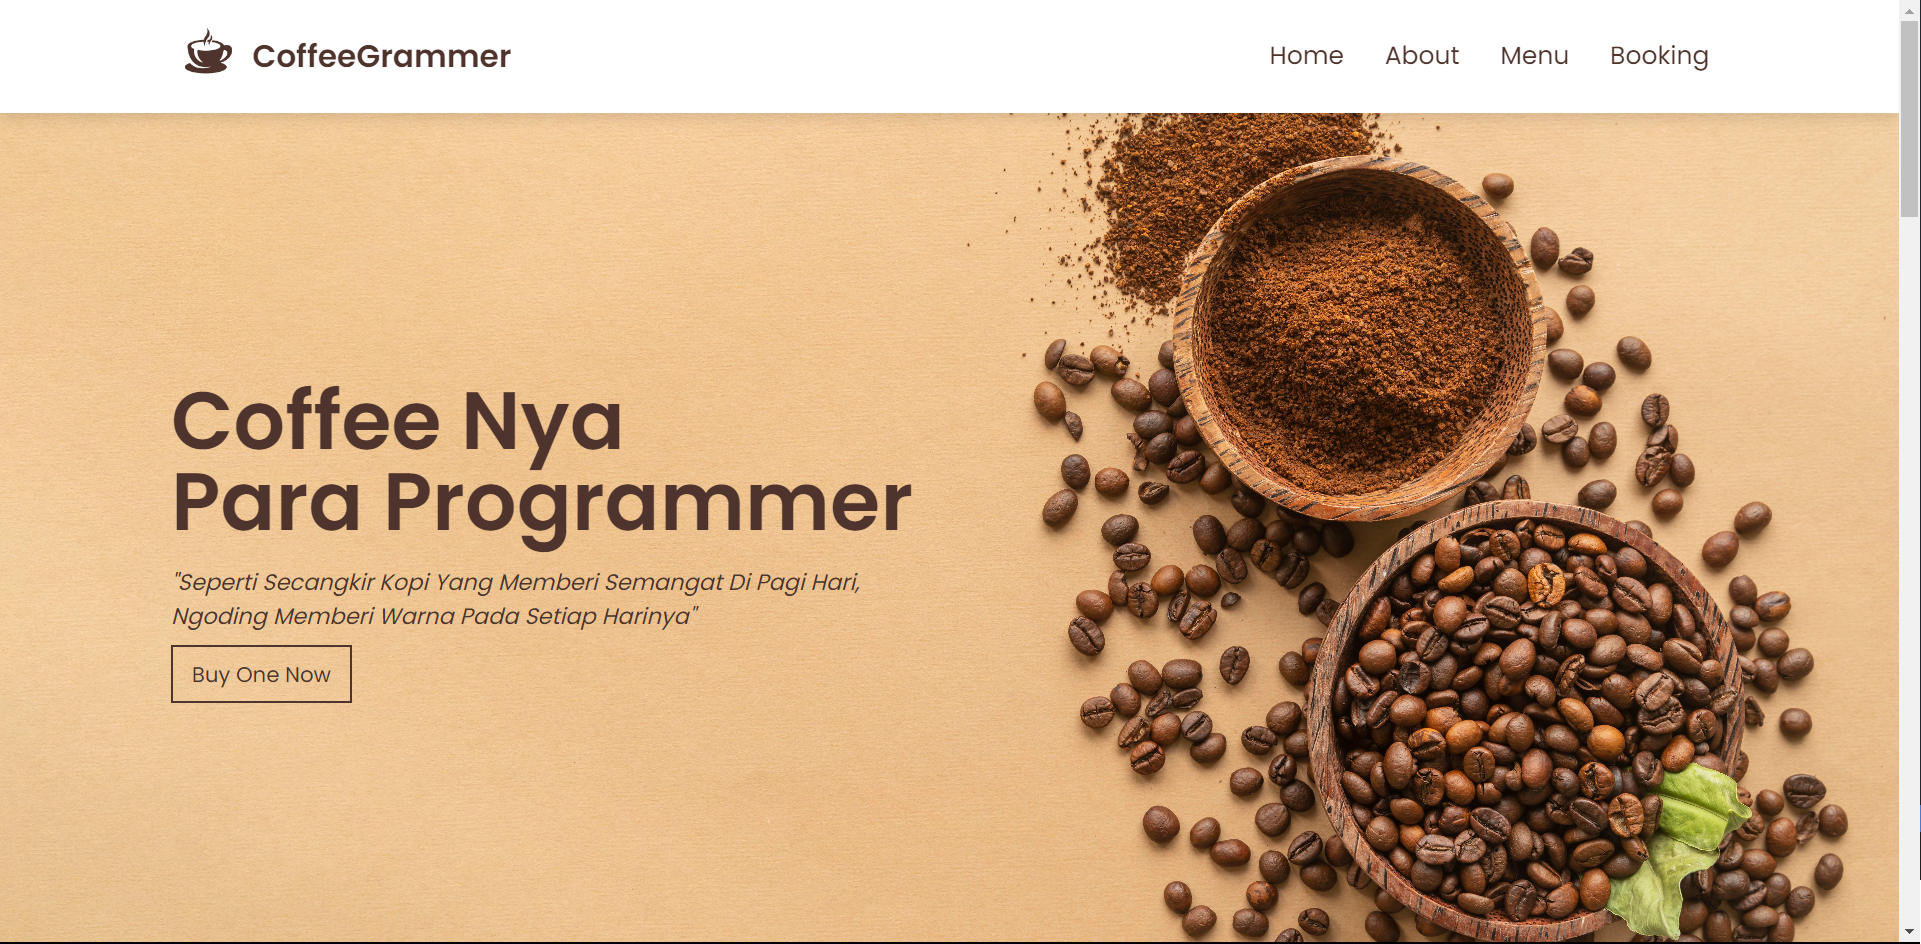 CoffeeGrammer
Home About Menu Booking
Coffee Nya
Para Programmer
"Seperti Secangkir Kopi Yang Memberi Semangat Di Pagi Hari,
Ngoding Memberi Warna Pada Setiap Harinya"
Buy One Now